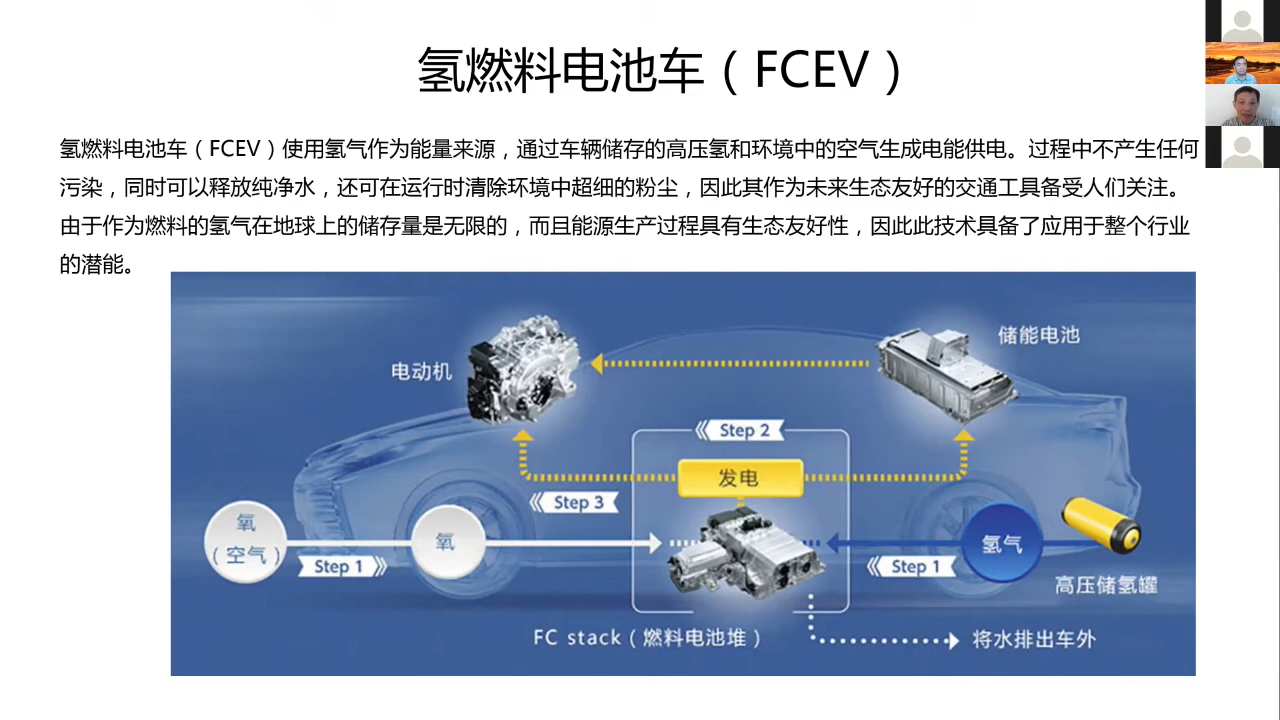 氢燃料电池车（FCEV）
氢燃料电池车（FCEV）使用氢气作为能量来源，通过车辆储存的高压氢和环境中的空气生成电能供电。过程中不产生任何
污染，同时可以释放纯净水，还可在运行时清除环境中超细的粉尘，因此其作为未来生态友好的交通工具备受人们关注。
由于作为燃料的氢气在地球上的储存量是无限的，而且能源生产过程具有生态友好性，因此此技术具备了应用于整个行业
的潜能。
储能电池
电动机
Step 2
发电
Step 3
氧
（空气）
氧
氢气
Step 1
Step 1
高压储氢罐
FC stack（燃料电池堆）
将水排出车外